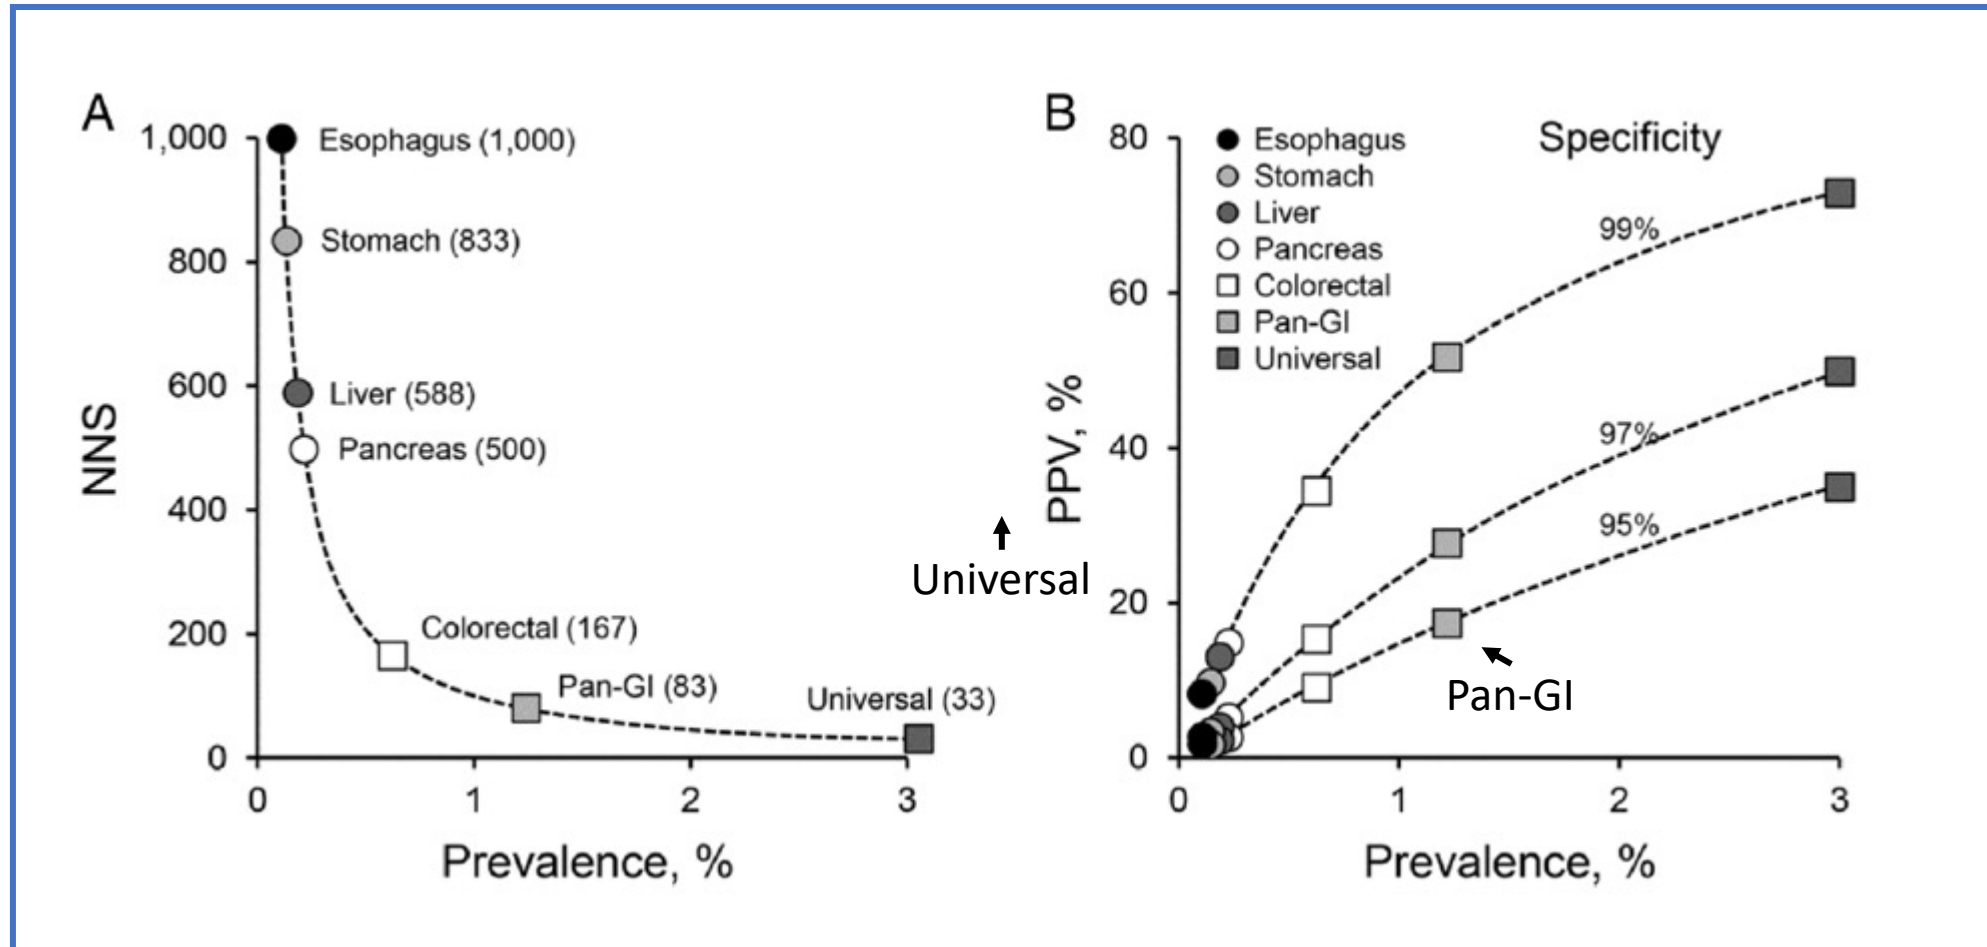 A
1,000
800
600
400
200
0
NNS
Esophagus (1,000)
Stomach (833)
Liver (588)
Pancreas (500)
Colorectal (167)
Pan-GI (83)
Universal (33)
0 1 2 3
Prevalence, %
Universal
B
80
60
40
20
0
PPV, %
Esophagus
Stomach
Liver
Pancreas
Colorectal
Pan-GI
Universal
Specificity
99%
97%
95%
Pan-GI
0 1 2 3
Prevalence, %